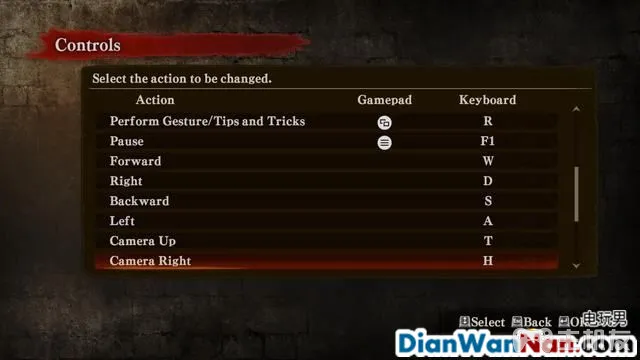 Controls
Select the action to be changed.
Action Gamepad Keyboard
Perform Gesture/Tips and Tricks R
Pause F1
Forward W
Right D
Backward S
Left A
Camera Up T
Camera Right H
Select Back
电玩男
DianWanNan.com